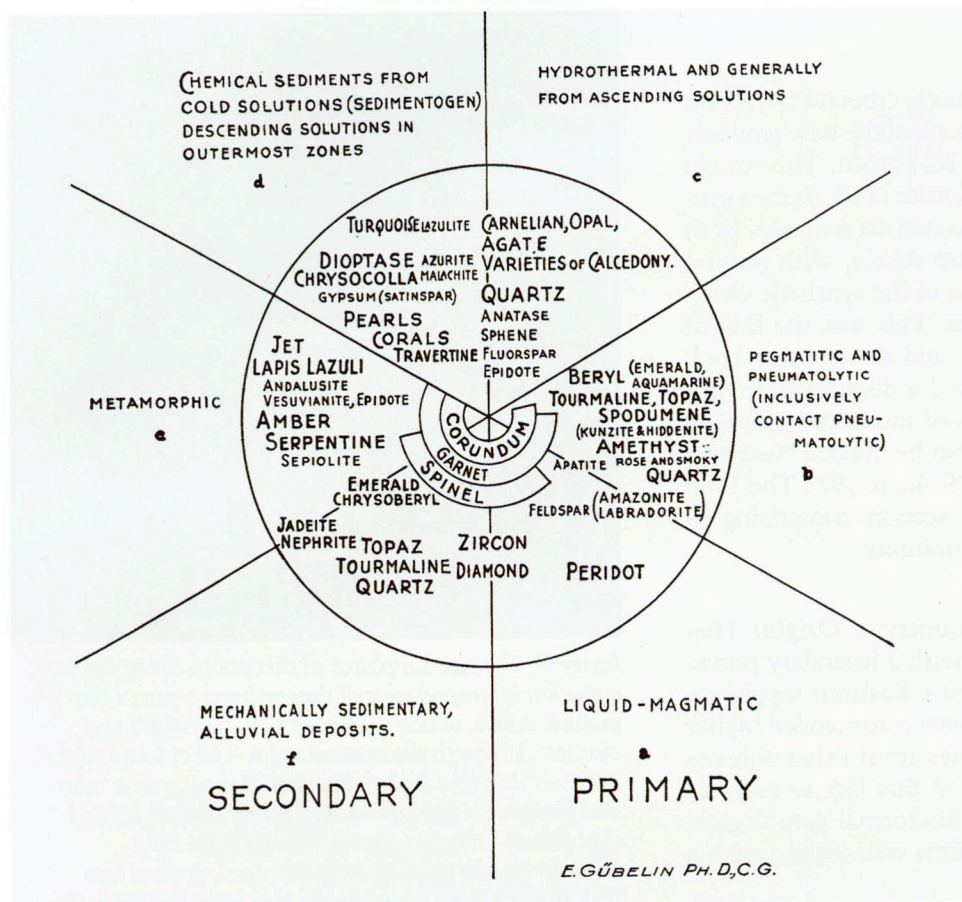 CHEMICAL SEDIMENTS FROM
COLD SOLUTIONS (SEDIMENTOGEN)
DESCENDING SOLUTIONS IN
OUTERMOST ZONES
d
HYDROTHERMAL AND GENERALLY
FROM ASCENDING SOLUTIONS
c
TURQUOISE LAZULITE
DIOPTASE AZURITE
CHRYSOCOLLA MALACHITE
GYPSUM (SATINSPAR)
PEARLS
CORALS
TRAVERTINE
CARNELIAN, OPAL,
AGATE
VARIETIES OF CALCEDONY.
QUARTZ
ANATASE
SPHENE
FLUORSPAR
EPIDOTE
METAMORPHIC
e
JET
LAPIS LAZULI
ANDALUSITE
VESUVIANITE, EPIDOTE
AMBER
SERPENTINE
SEPIOLITE
EMERALD
CHRYSOBERYL
CORUNDUM
GARNET
SPINEL
BERYL (EMERALD,
AQUAMARINE)
TOURMALINE, TOPAZ,
SPODUMENE
(KUNZITE & HIDDENITE)
AMETHYST-
APATITE ROSE AND SMOKY
QUARTZ
FELDSPAR (AMAZONITE
LABRADORITE)
PEGMATITIC AND
PNEUMATOLYTIC
(INCLUSIVELY
CONTACT PNEU-
MATOLYTIC)
b
JADEITE
NEPHRITE
TOPAZ
TOURMALINE
QUARTZ
ZIRCON
DIAMOND
PERIDOT
MECHANICALLY SEDIMENTARY,
ALLUVIAL DEPOSITS.
f
SECONDARY
LIQUID-MAGMATIC
a
PRIMARY
E. GÜBELIN PH.D, C.G.